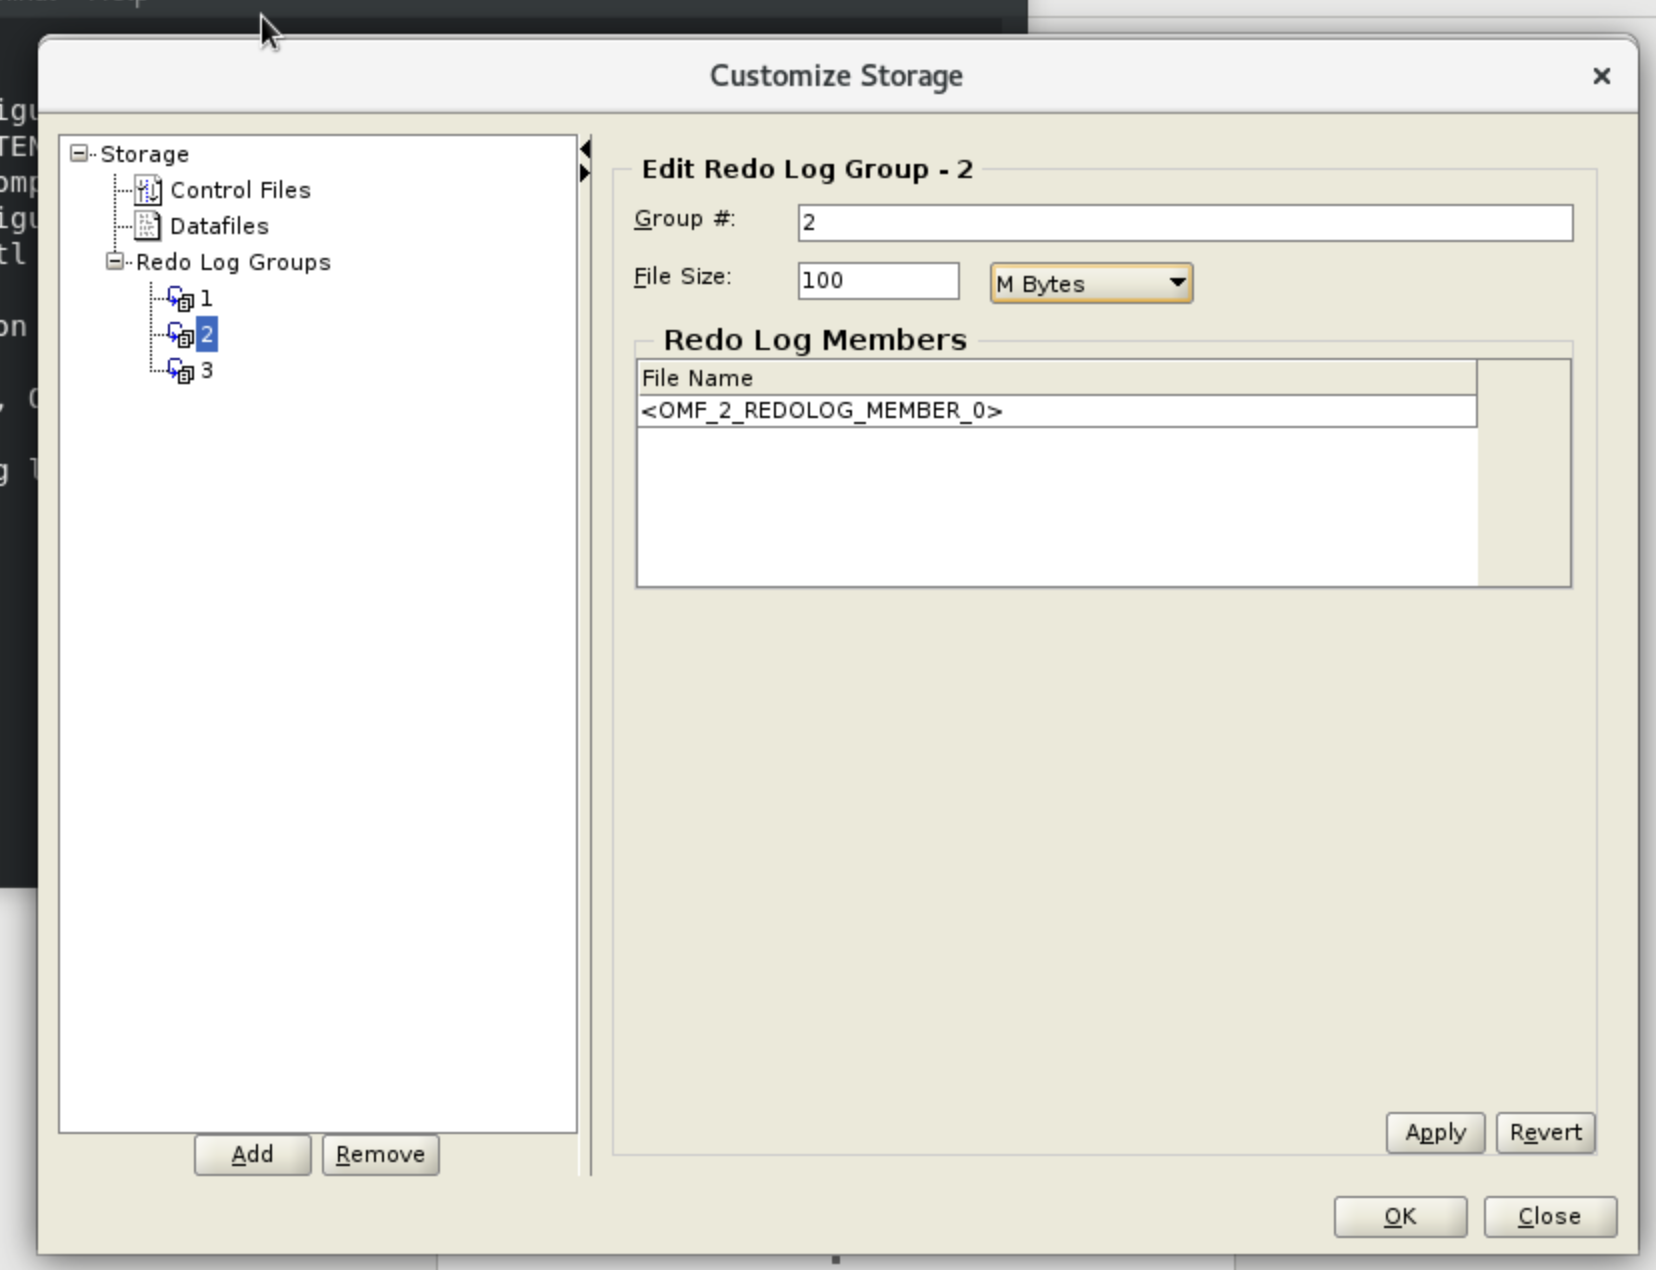 Customize Storage
Storage
Control Files
Datafiles
Redo Log Groups
1
2
3
Add
Remove
Edit Redo Log Group - 2
Group #:
2
File Size:
100
M Bytes
Redo Log Members
File Name
<OMF_2_REDOLOG_MEMBER_0>
Apply
Revert
OK
Close